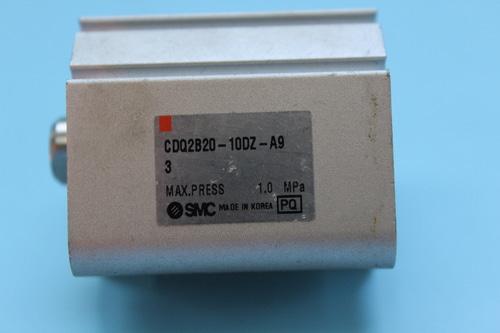 CDQ2B20-10DZ-A9
3
MAX.PRESS 1.0 MPa
SMC MADE IN KOREA PQ